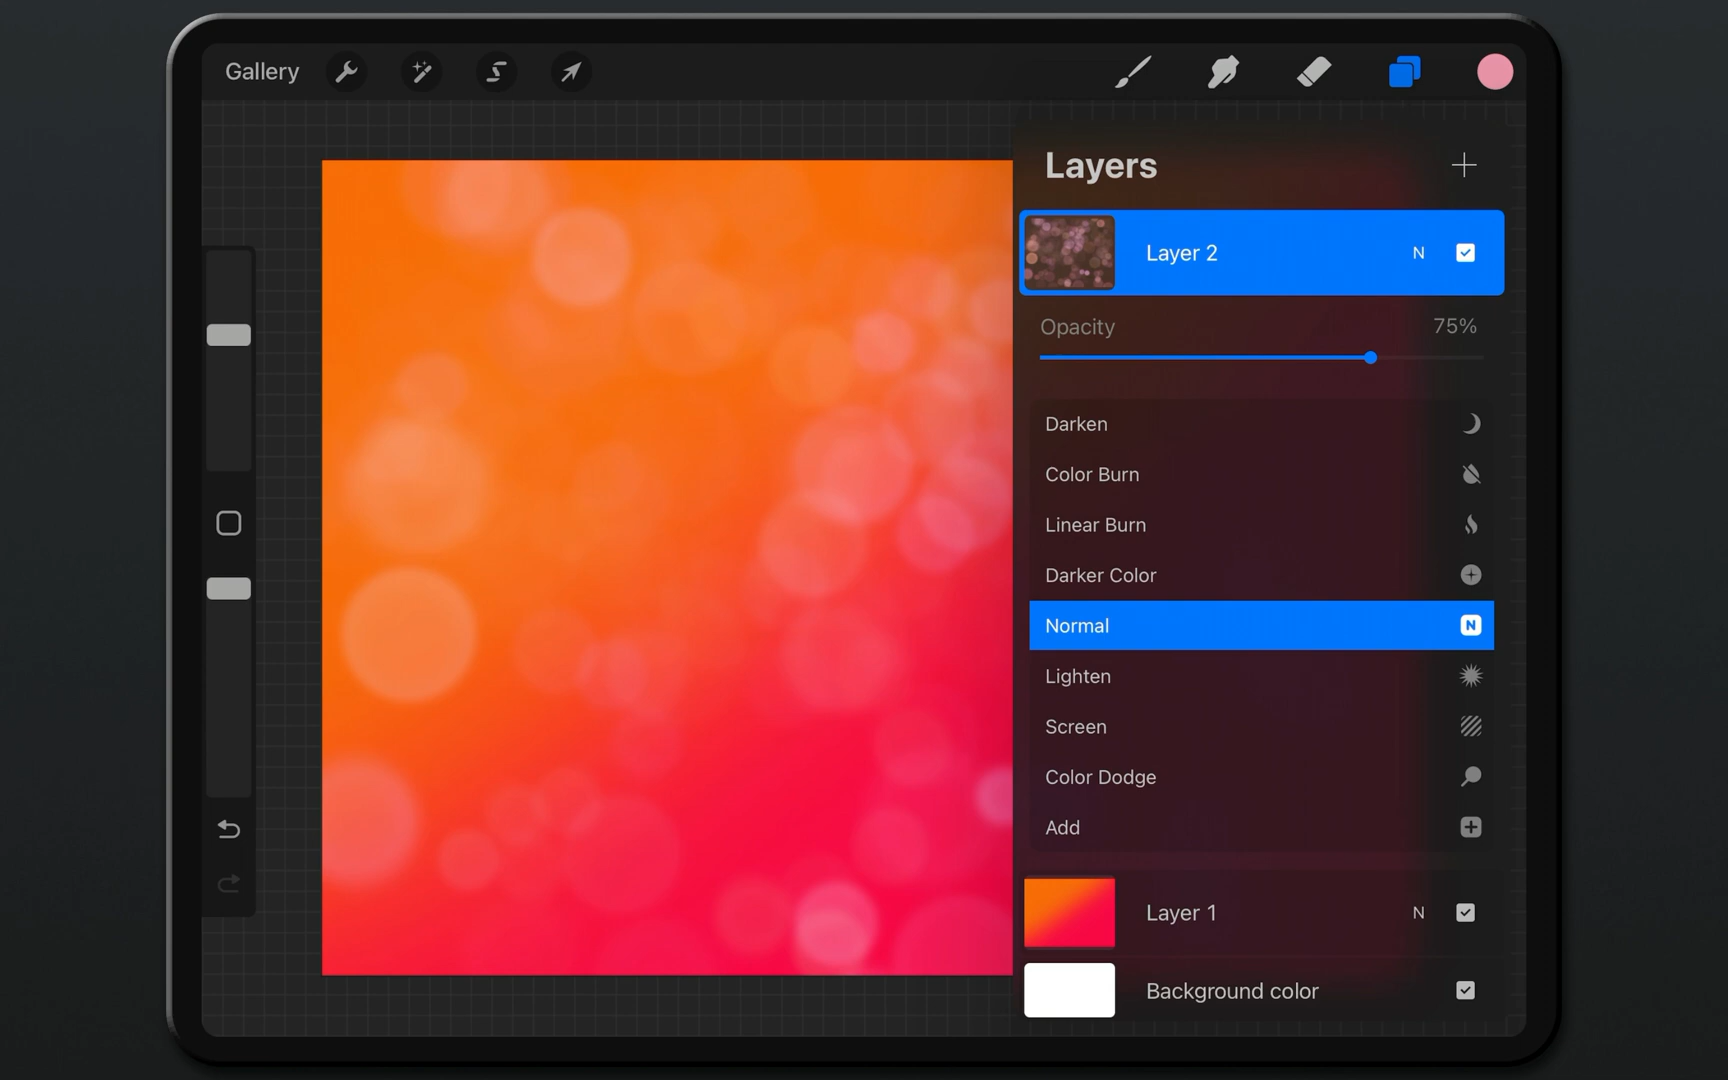 Gallery
Layers
Layer 2 N
Opacity 75%
Darken
Color Burn
Linear Burn
Darker Color
Normal N
Lighten
Screen
Color Dodge
Add
Layer 1 N
Background color